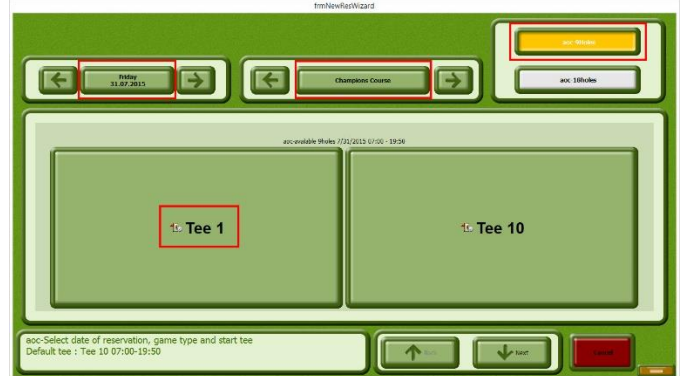 frmNewResWizard
aoc-9holes
Friday
31.07.2015
Champions Course
aoc-18holes
aoc-available 9holes 7/31/2015 07:00 - 19:50
Tee 1
Tee 10
aoc-Select date of reservation, game type and start tee
Default tee : Tee 10 07:00-19:50
Next
Cancel